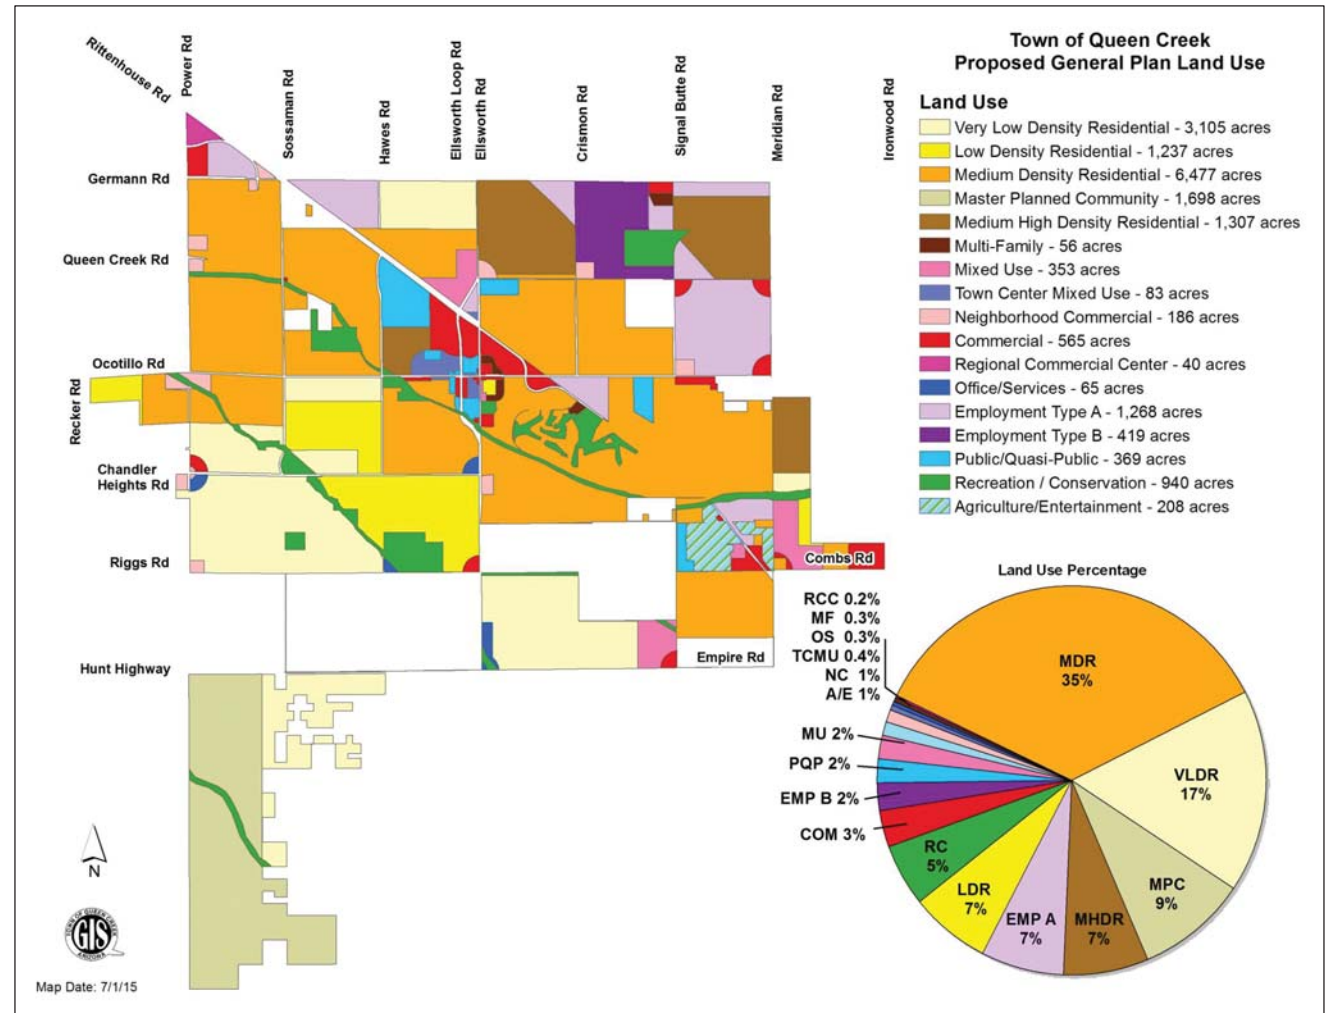 Town of Queen Creek
Proposed General Plan Land Use
Land Use
Very Low Density Residential - 3,105 acres
Low Density Residential - 1,237 acres
Medium Density Residential - 6,477 acres
Master Planned Community - 1,698 acres
Medium High Density Residential - 1,307 acres
Multi-Family - 56 acres
Mixed Use - 353 acres
Town Center Mixed Use - 83 acres
Neighborhood Commercial - 186 acres
Commercial - 565 acres
Regional Commercial Center - 40 acres
Office/Services - 65 acres
Employment Type A - 1,268 acres
Employment Type B - 419 acres
Public/Quasi-Public - 369 acres
Recreation / Conservation - 940 acres
Agriculture/Entertainment - 208 acres
Rittenhouse Rd
Power Rd
Sossaman Rd
Hawes Rd
Ellsworth Loop Rd
Ellsworth Rd
Crismon Rd
Signal Butte Rd
Meridian Rd
Ironwood Rd
Germann Rd
Queen Creek Rd
Ocotillo Rd
Recker Rd
Chandler
Heights Rd
Riggs Rd
Combs Rd
Empire Rd
Hunt Highway
Land Use Percentage
RCC 0.2%
MF 0.3%
OS 0.3%
TCMU 0.4%
NC 1%
A/E 1%
MU 2%
PQP 2%
EMP B 2%
COM 3%
RC
5%
LDR
7%
EMP A
7%
MHDR
7%
MPC
9%
VLDR
17%
MDR
35%
N
TOWN OF QUEEN CREEK
GIS
ARIZONA
Map Date: 7/1/15